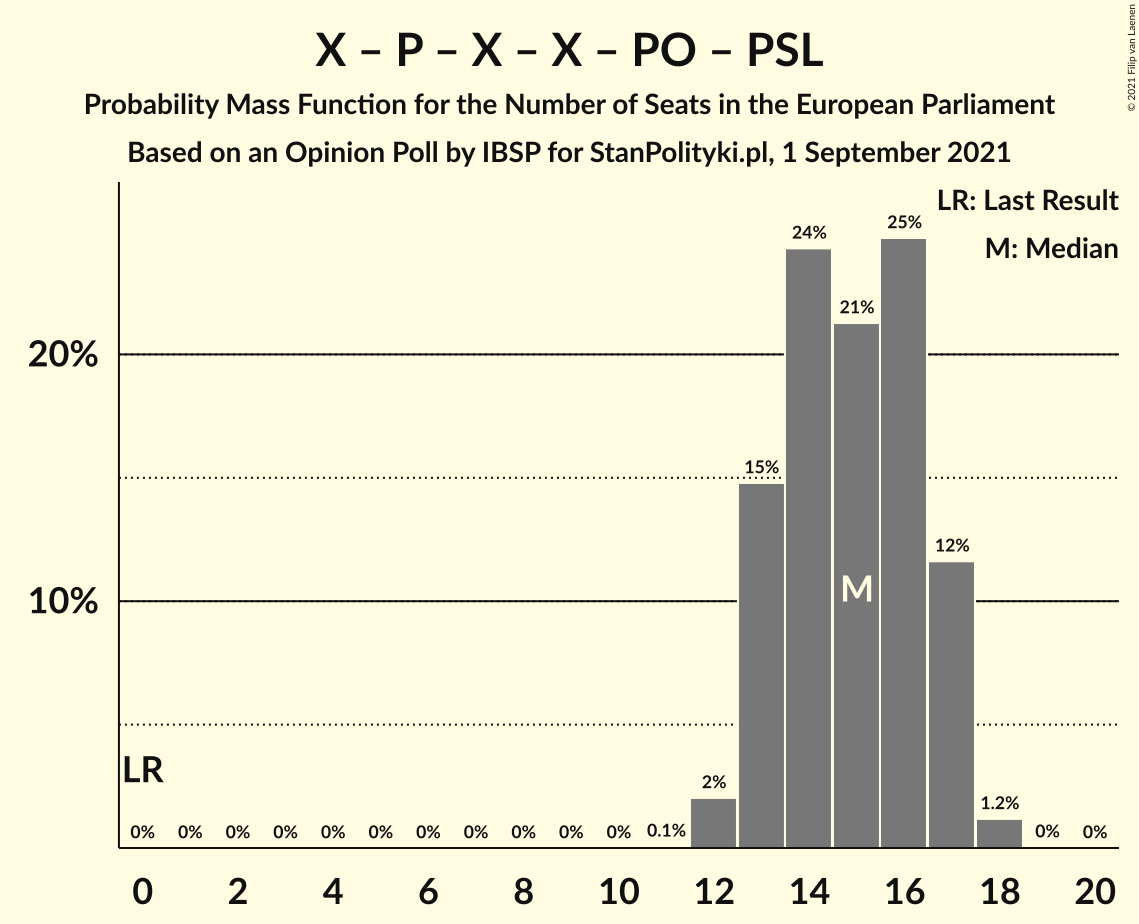 X – P – X – X – PO – PSL
Probability Mass Function for the Number of Seats in the European Parliament
Based on an Opinion Poll by IBSP for StanPolityki.pl, 1 September 2021
© 2021 Filip van Laenen
LR: Last Result
M: Median
20%
10%
LR
M
0% 0% 0% 0% 0% 0% 0% 0% 0% 0% 0% 0.1% 2% 15% 24% 21% 25% 12% 1.2% 0% 0%
0 2 4 6 8 10 12 14 16 18 20